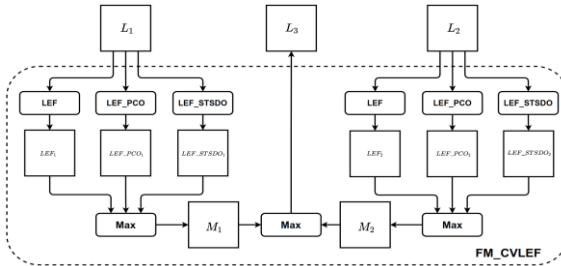 L₁ L₃ L₂
LEF LEF_PCO LEF_STSDO LEF LEF_PCO LEF_STSDO
LEF₁ LEF_PCO₁ LEF_STSDO₁ LEF₂ LEF_PCO₂ LEF_STSDO₂
Max M₁ Max M₂ Max
FM_CVLEF